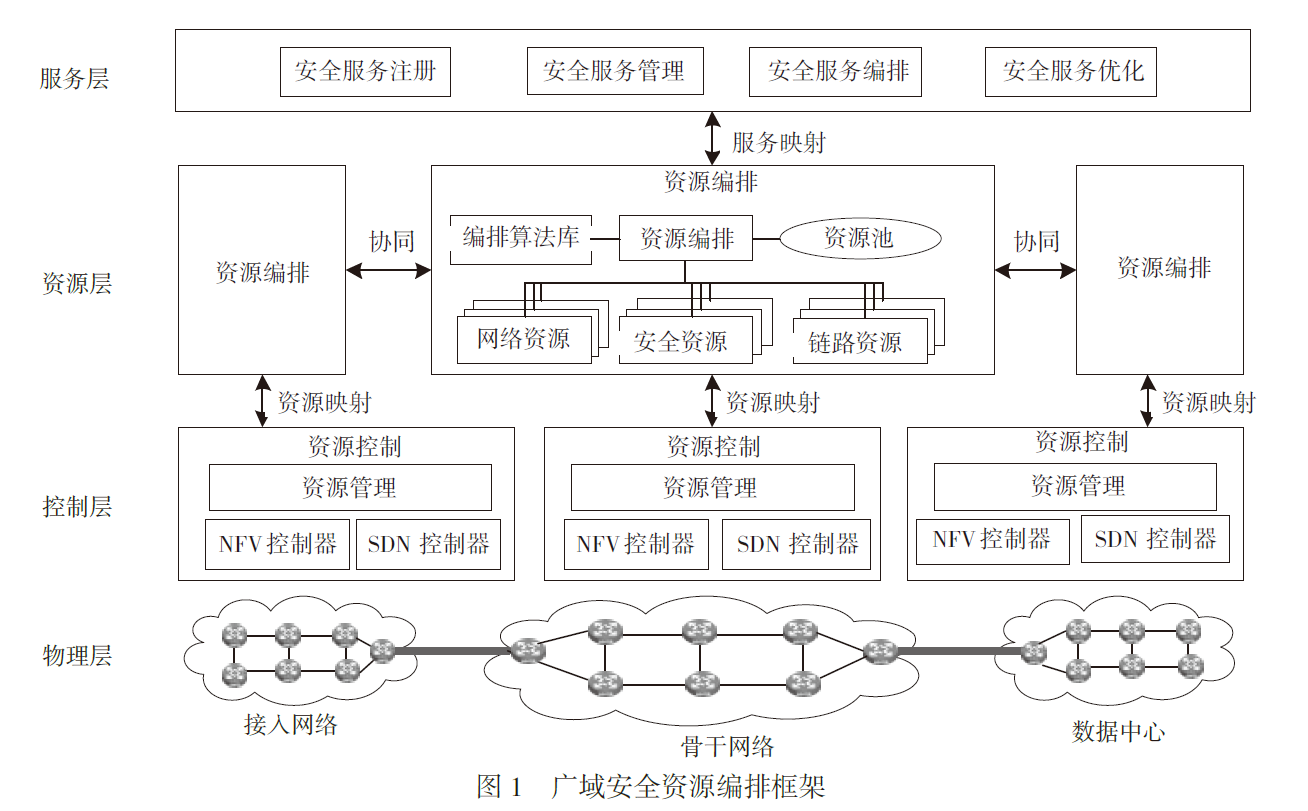 服务层
安全服务注册
安全服务管理
安全服务编排
安全服务优化
服务映射
资源层
资源编排
协同
资源编排
编排算法库
资源编排
资源池
网络资源
安全资源
链路资源
协同
资源编排
资源映射
资源映射
资源映射
控制层
资源控制
资源管理
NFV 控制器
SDN 控制器
资源控制
资源管理
NFV 控制器
SDN 控制器
资源控制
资源管理
NFV 控制器
SDN 控制器
物理层
接入网络
骨干网络
数据中心
图 1 广域安全资源编排框架